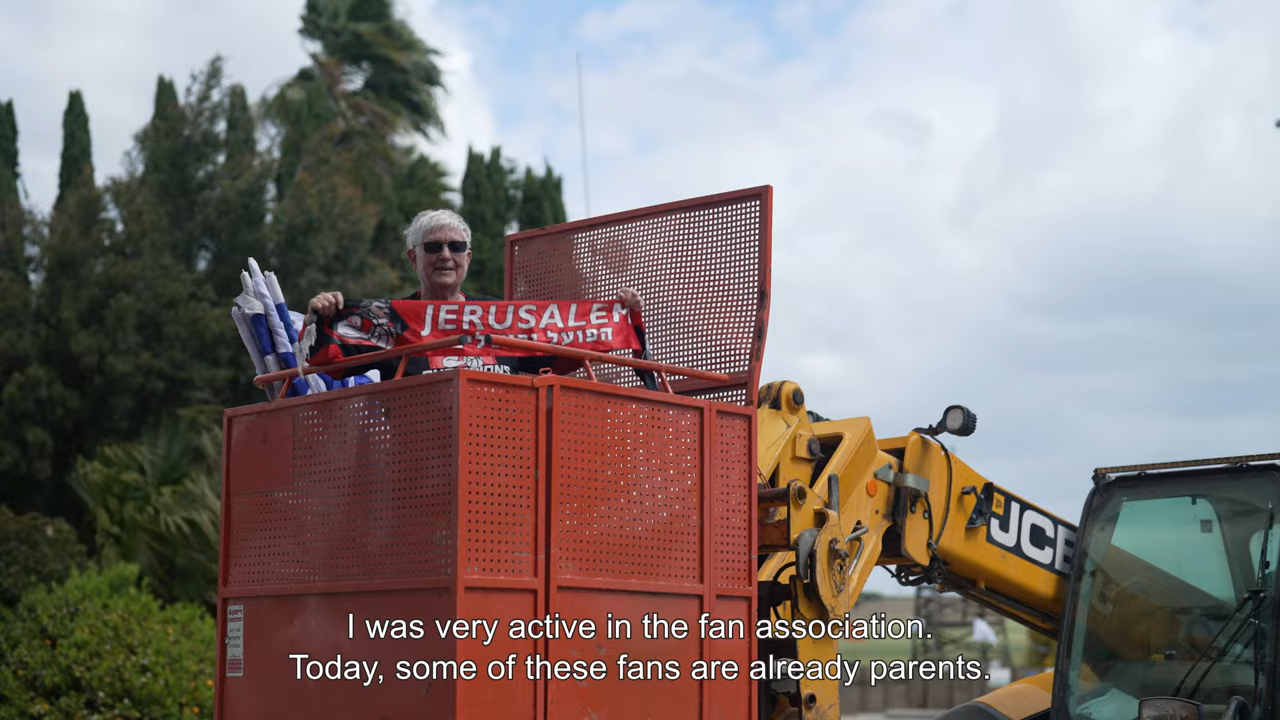 JERUSALEM
הפועל
JCB
I was very active in the fan association.
Today, some of these fans are already parents.